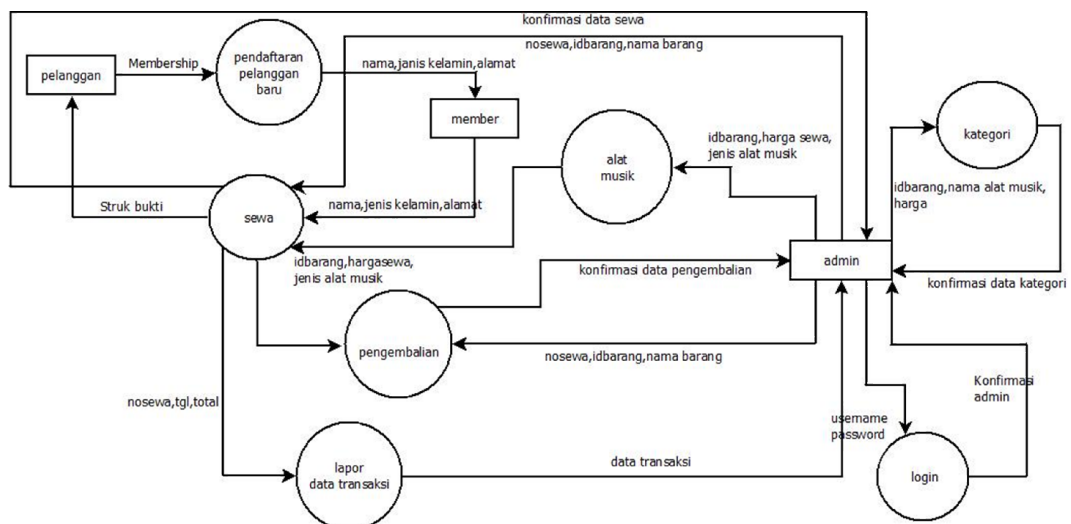 konfirmasi data sewa
nosewa,idbarang,nama barang
pelanggan
Membership
pendaftaran
pelanggan
baru
nama,janis kelamin,alamat
member
alat
musik
idbarang,harga sewa,
jenis alat musik
kategori
idbarang,nama alat musik,
harga
Struk bukti
sewa
nama,jenis kelamin,alamat
idbarang,hargasewa,
jenis alat musik
konfirmasi data pengembalian
admin
konfirmasi data kategori
pengembalian
nosewa,idbarang,nama barang
nosewa,tgl,total
Konfirmasi
admin
username
password
lapor
data transaksi
data transaksi
login